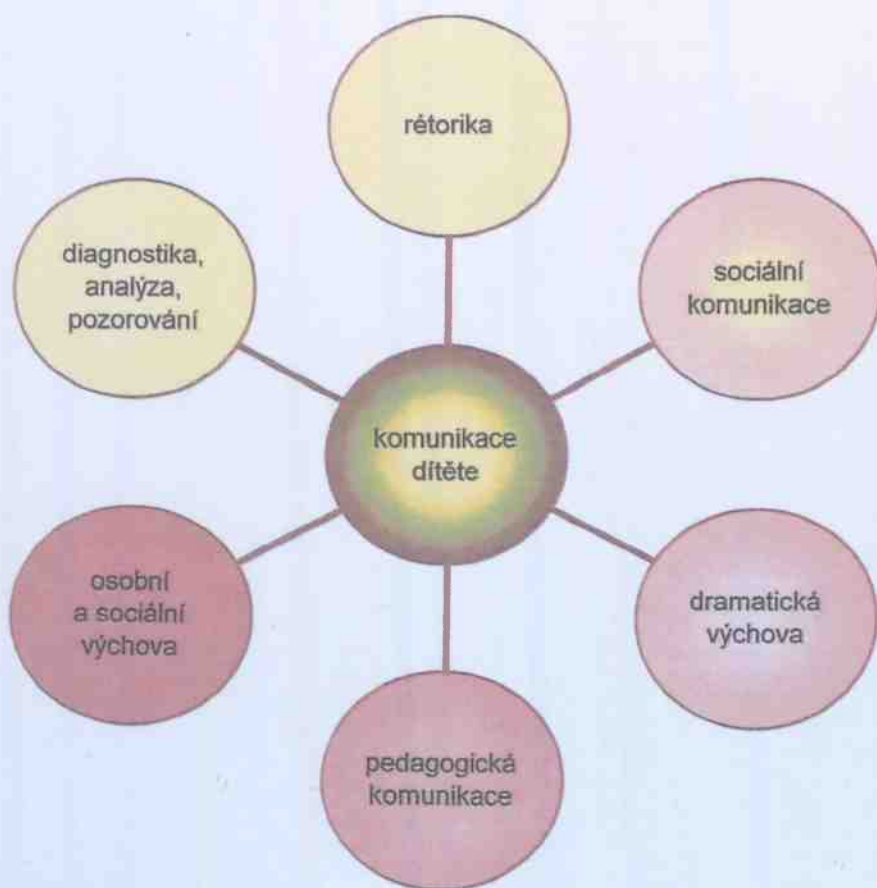 rétorika
diagnostika,
analýza,
pozorování
sociální
komunikace
komunikace
dítěte
osobní
a sociální
výchova
dramatická
výchova
pedagogická
komunikace